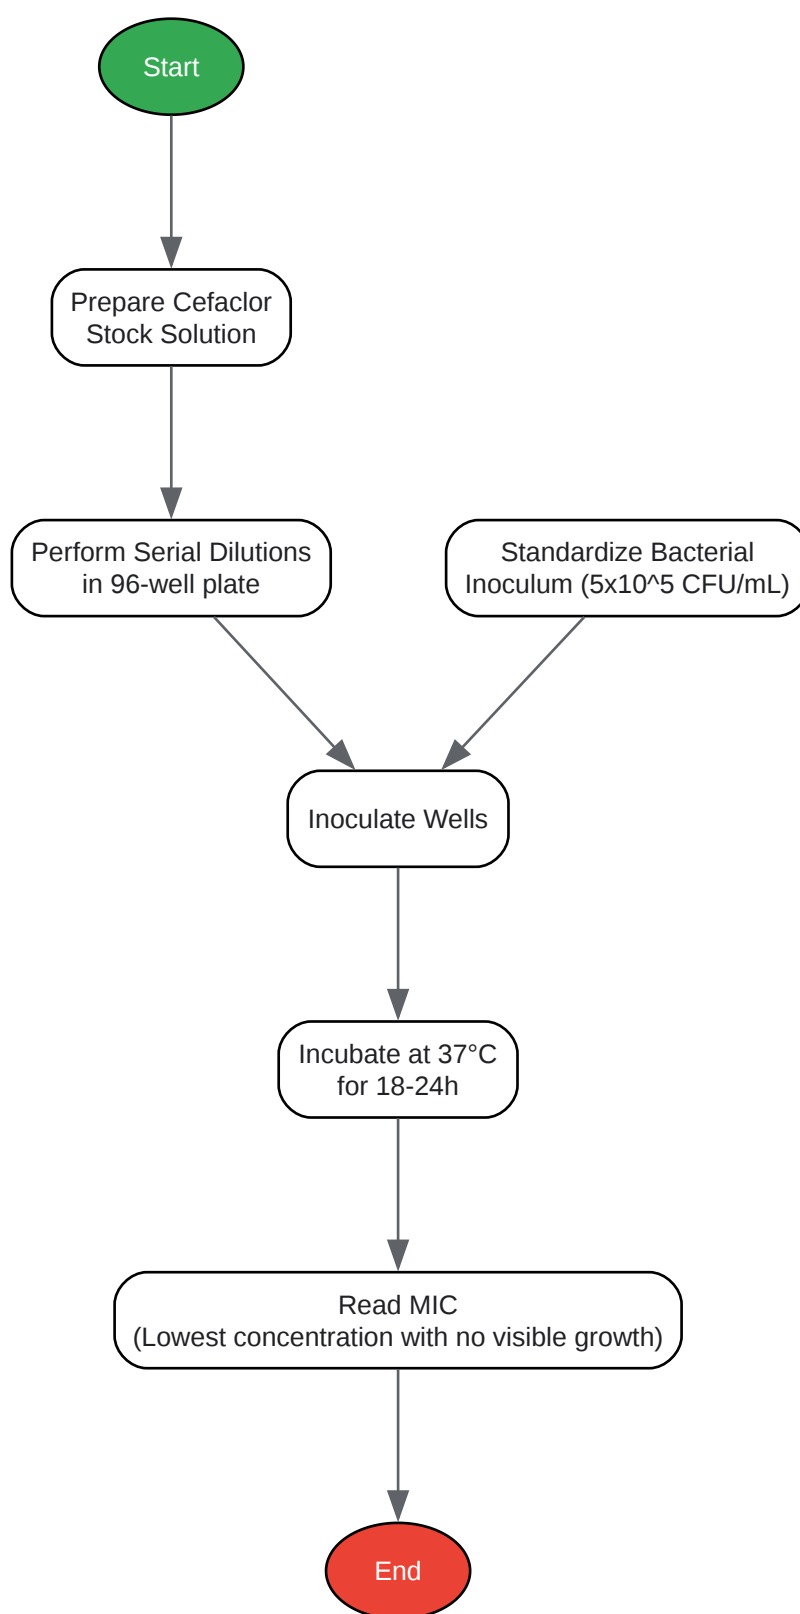 Start
Prepare Cefaclor
Stock Solution
Perform Serial Dilutions
in 96-well plate
Standardize Bacterial
Inoculum (5x10^5 CFU/mL)
Inoculate Wells
Incubate at 37°C
for 18-24h
Read MIC
(Lowest concentration with no visible growth)
End